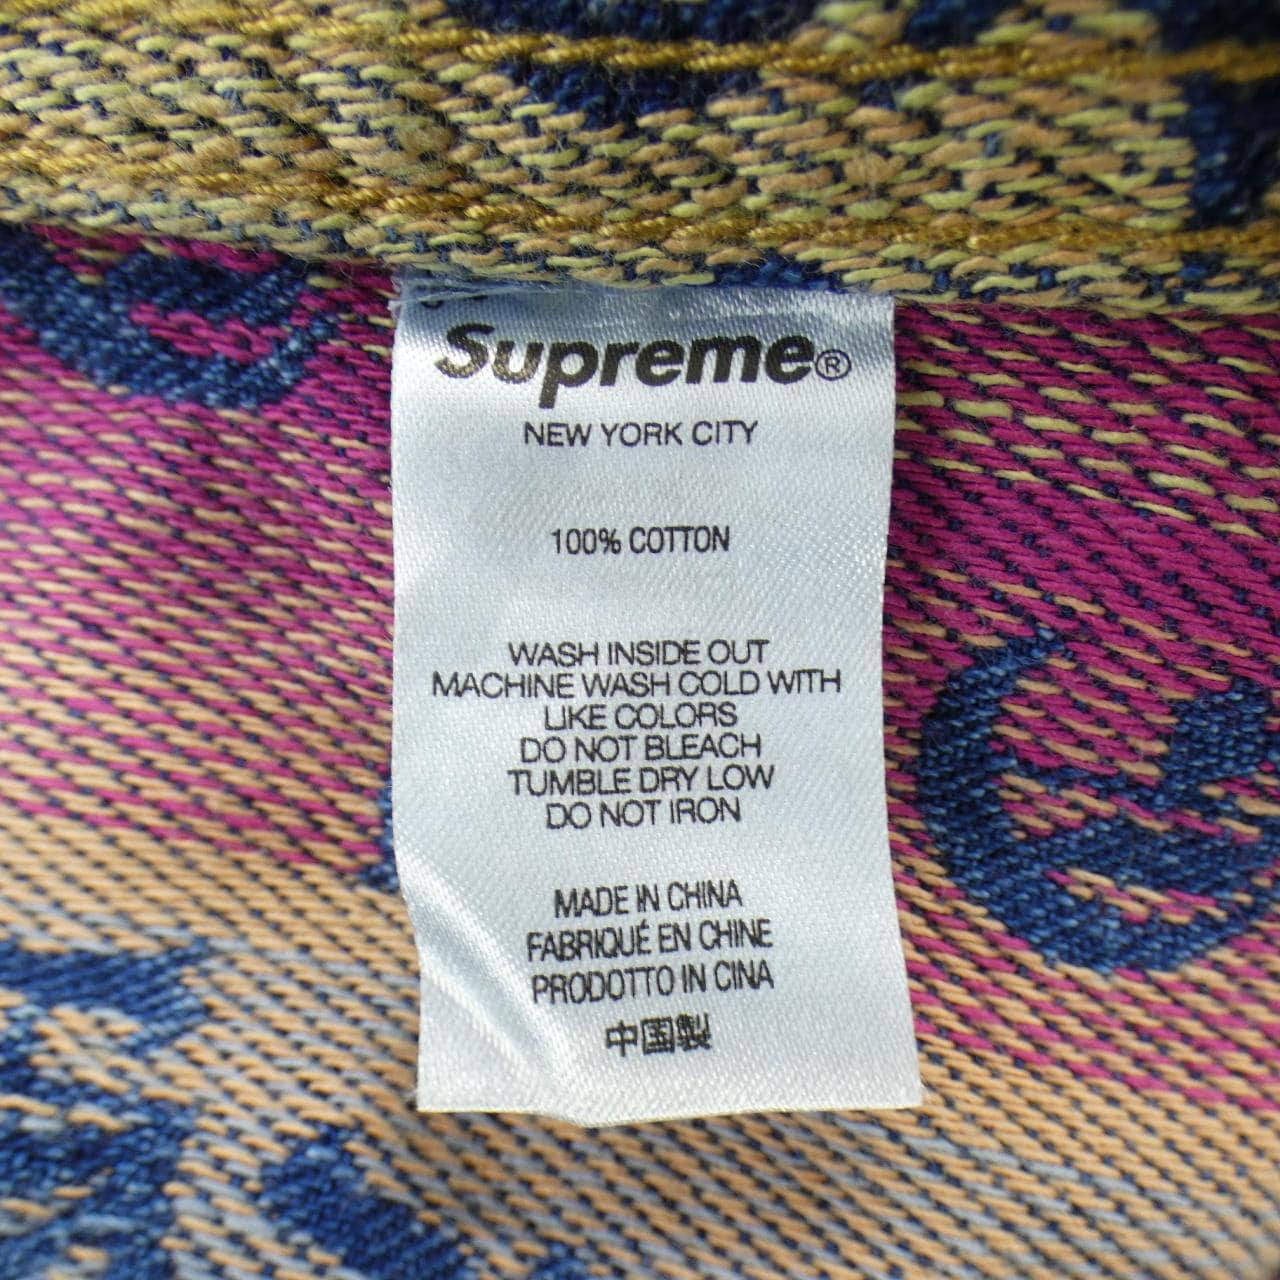 Supreme®
NEW YORK CITY
100% COTTON
WASH INSIDE OUT
MACHINE WASH COLD WITH
LIKE COLORS
DO NOT BLEACH
TUMBLE DRY LOW
DO NOT IRON
MADE IN CHINA
FABRIQUÉ EN CHINE
PRODOTTO IN CINA
中国製